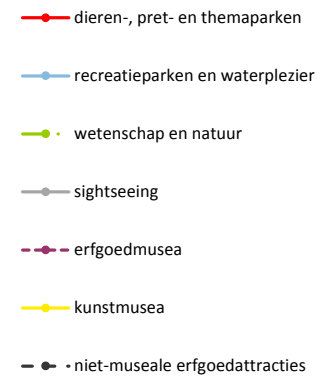 dieren-, pret- en themaparken
recreatieparken en waterplezier
wetenschap en natuur
sightseeing
erfgoedmusea
kunstmusea
niet-museale erfgoedattracties